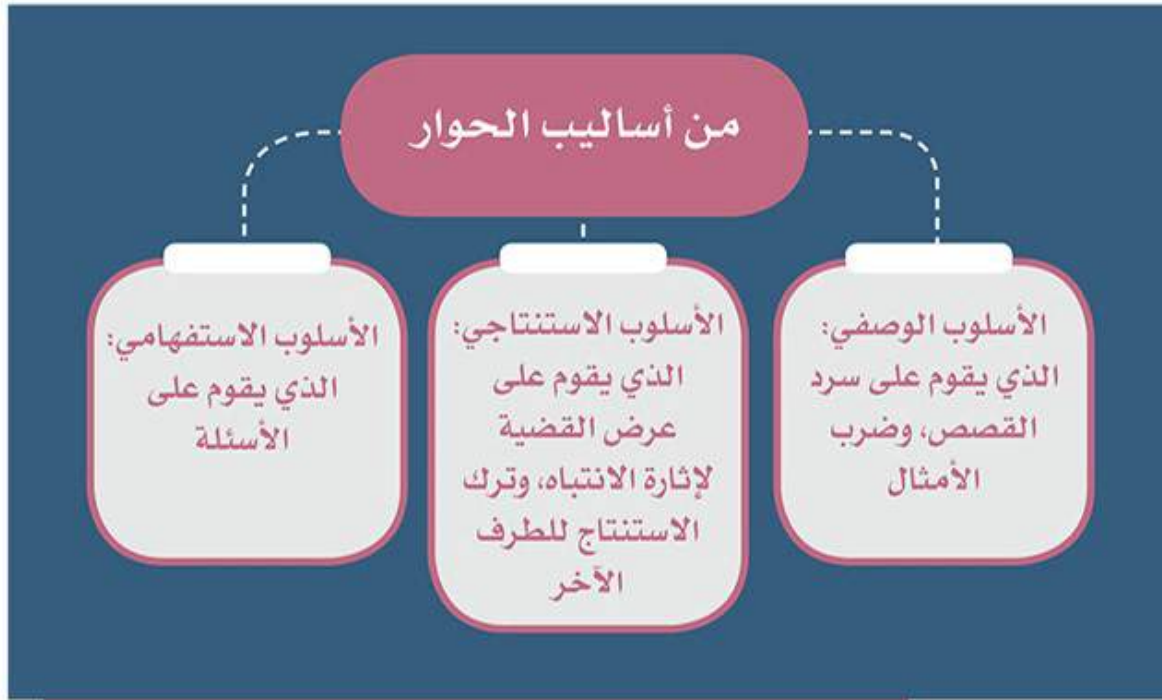 من أساليب الحوار
الأسلوب الوصفي:
الذي يقوم على سرد
القصص، وضرب
الأمثال
الأسلوب الاستنتاجي:
الذي يقوم على
عرض القضية
لإثارة الانتباه، وترك
الاستنتاج للطرف
الآخر
الأسلوب الاستفهامي:
الذي يقوم على
الأسئلة